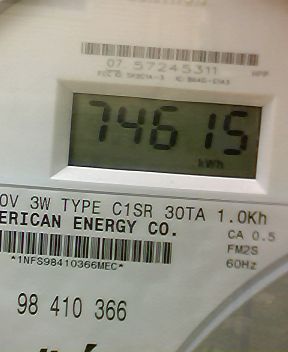 07 57245311
74615
kWh
0V 3W TYPE C1SR 30TA 1.0Kh
ERICAN ENERGY CO.
CA 0.5
FM2S
*1NFS98410366MEC*
60Hz
98 410 366